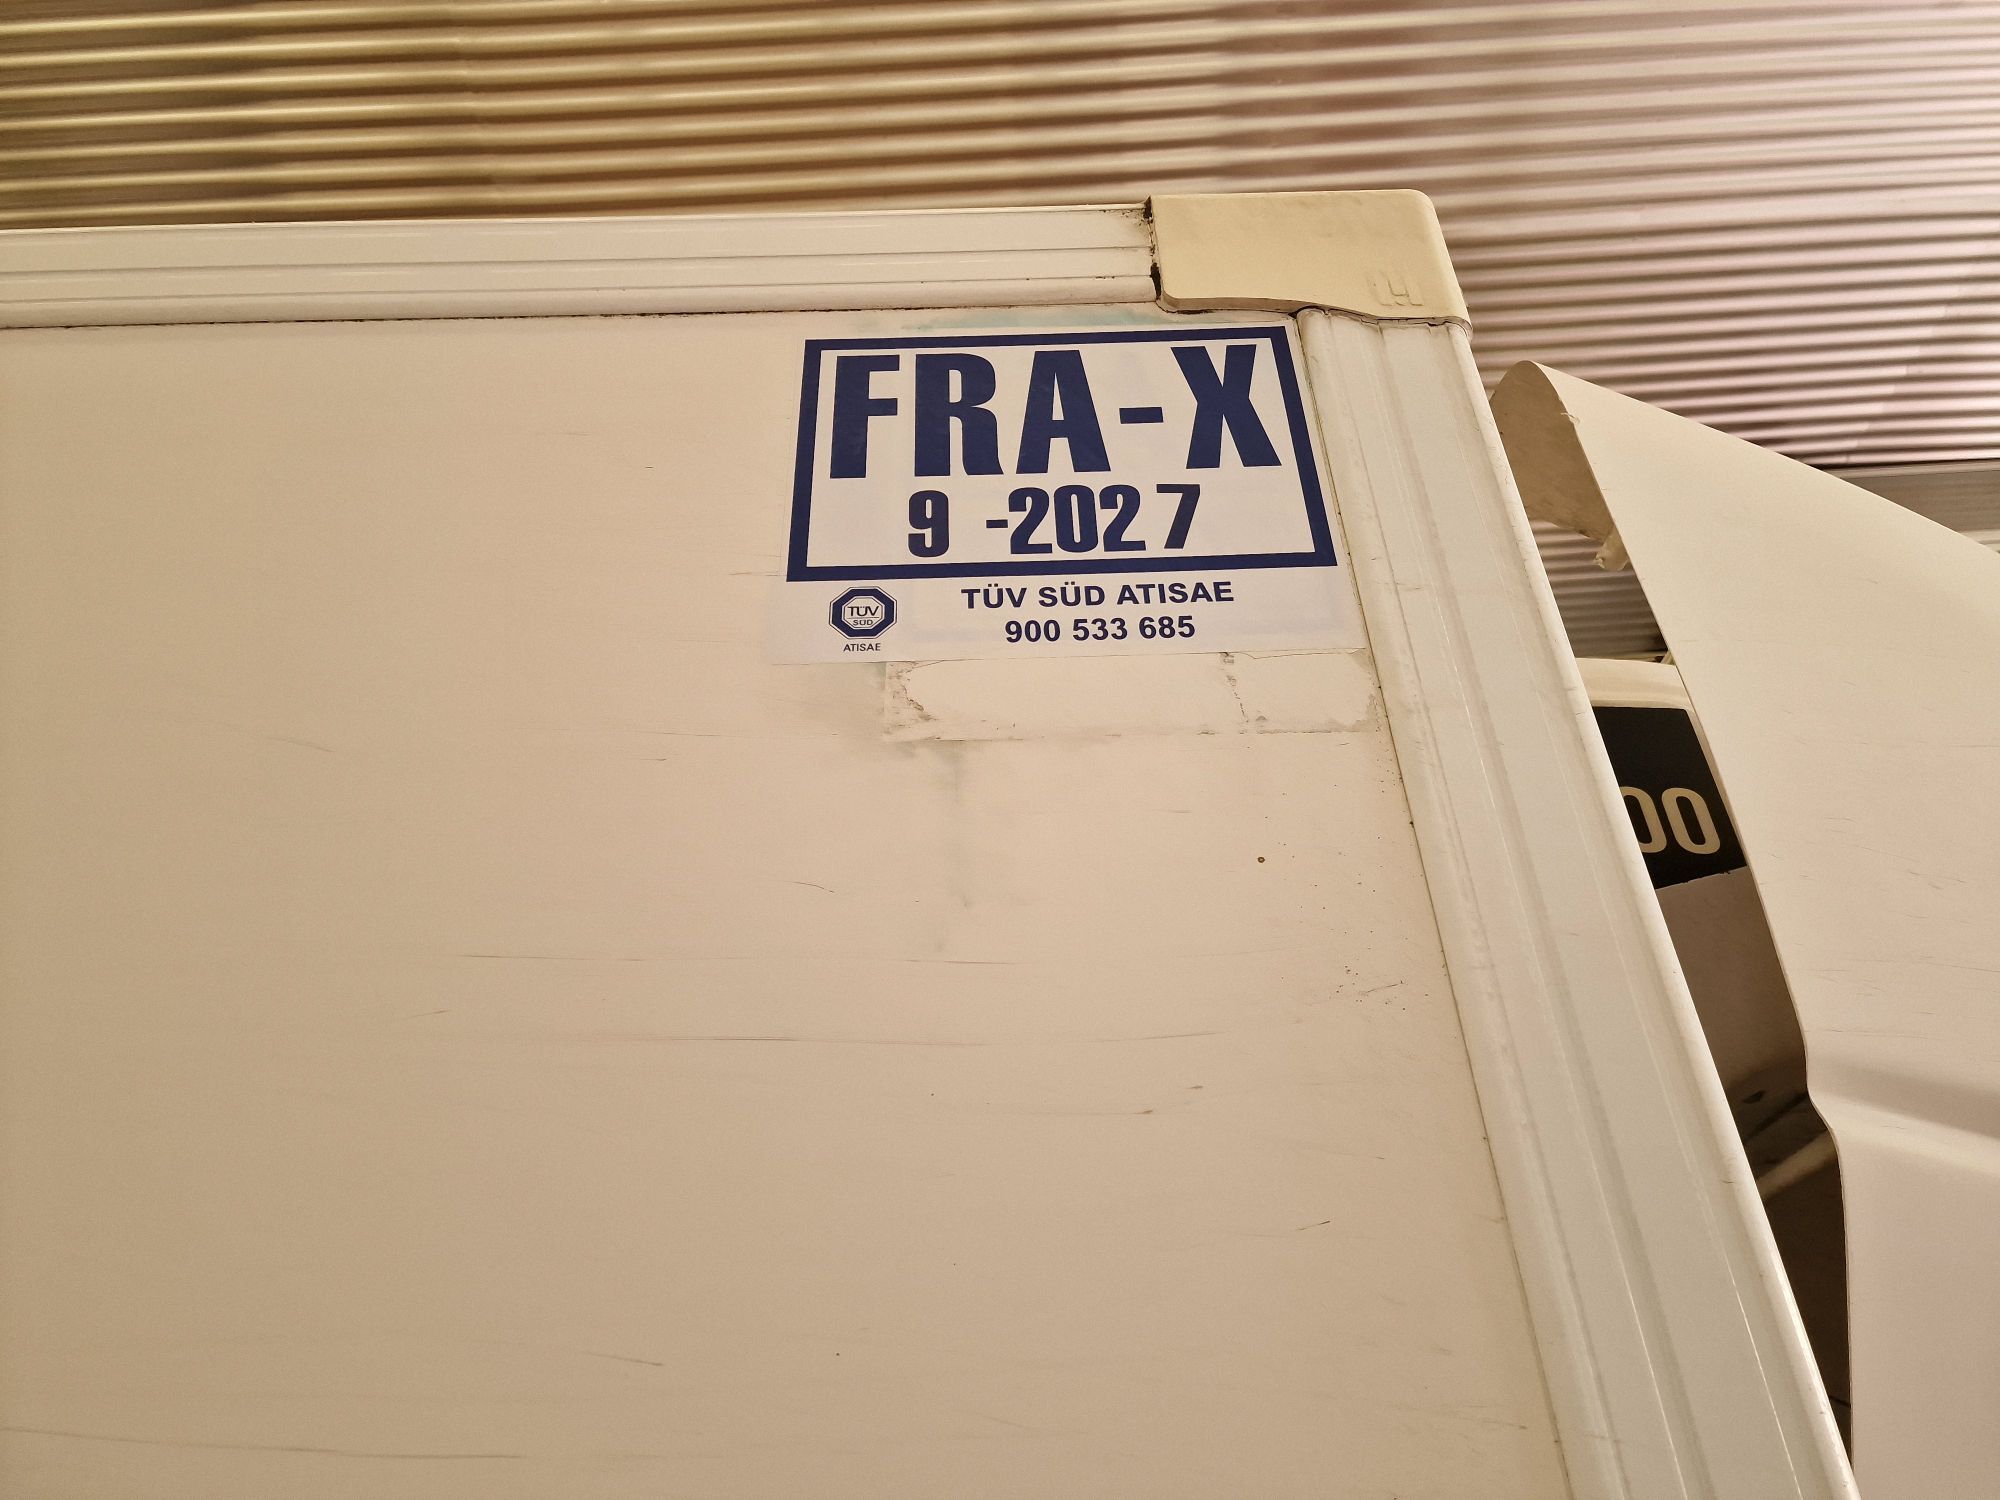 FRA-X
9 -2027
TÜV
SÜD
ATISAE
TÜV SÜD ATISAE
900 533 685
00